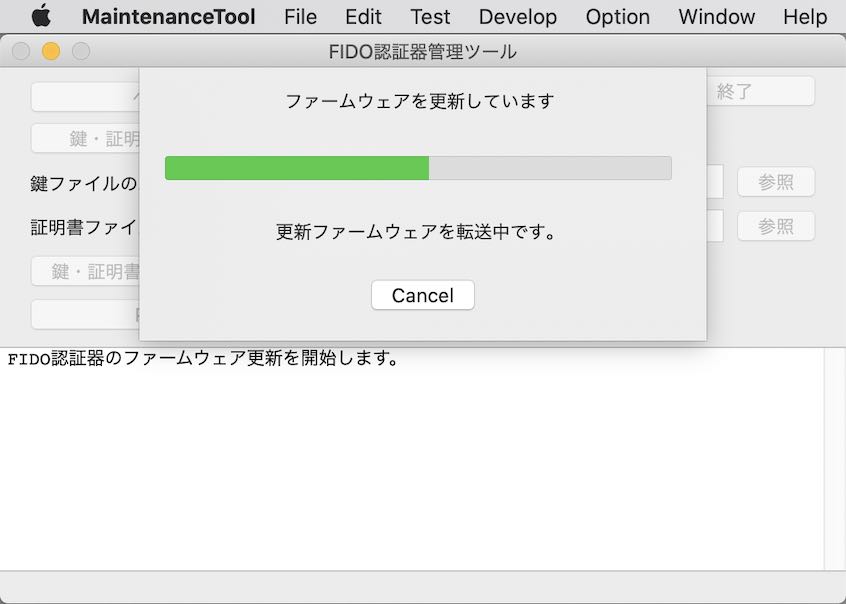 MaintenanceTool File Edit Test Develop Option Window Help
FIDO認証器管理ツール
ファームウェアを更新しています
終了
鍵・証明
鍵ファイルの
参照
更新ファームウェアを転送中です。
証明書ファイ
参照
鍵・証明書
Cancel
FIDO認証器のファームウェア更新を開始します。